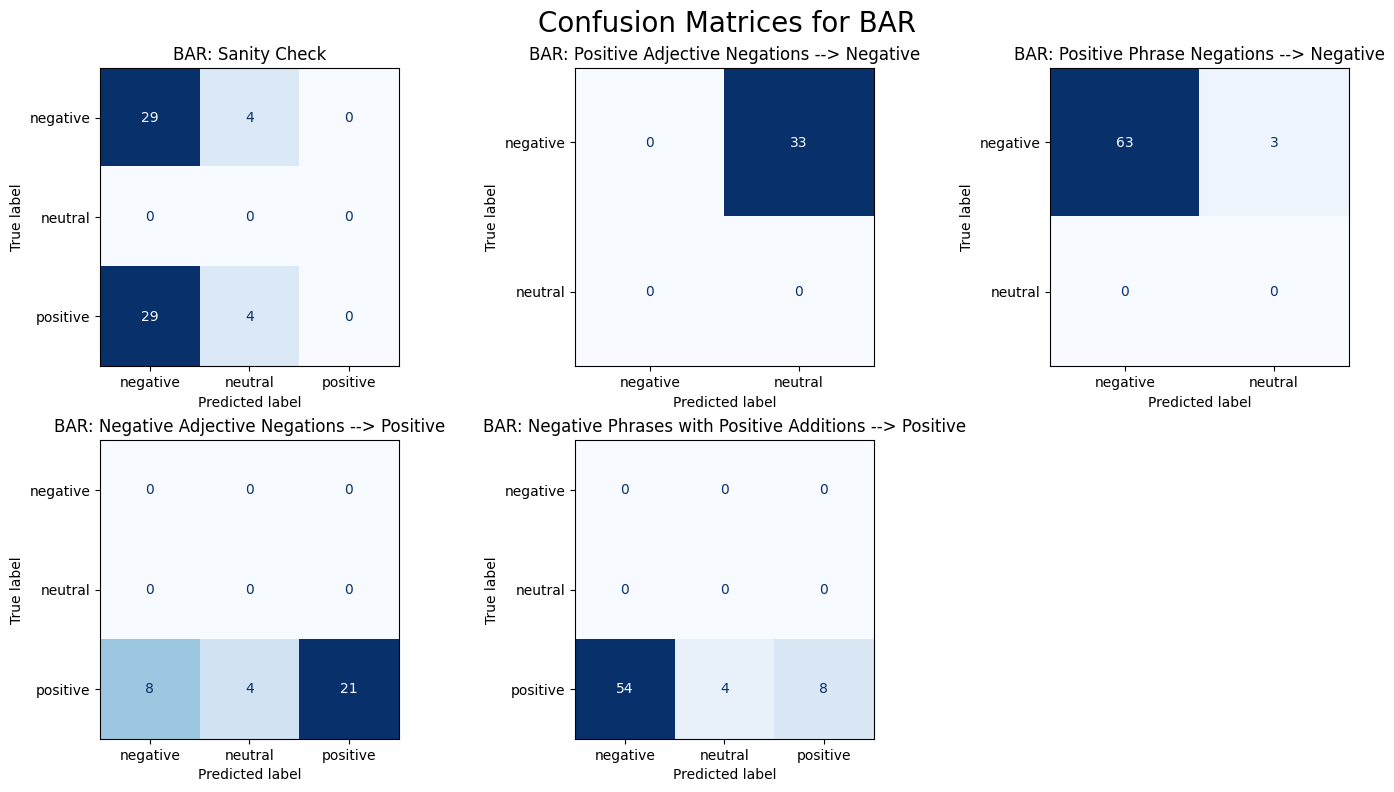 Confusion Matrices for BAR
BAR: Sanity Check
True label
negative 29 4 0
neutral 0 0 0
positive 29 4 0
negative neutral positive
Predicted label
BAR: Positive Adjective Negations --> Negative
True label
negative 0 33
neutral 0 0
negative neutral
Predicted label
BAR: Positive Phrase Negations --> Negative
True label
negative 63 3
neutral 0 0
negative neutral
Predicted label
BAR: Negative Adjective Negations --> Positive
True label
negative 0 0 0
neutral 0 0 0
positive 8 4 21
negative neutral positive
Predicted label
BAR: Negative Phrases with Positive Additions --> Positive
True label
negative 0 0 0
neutral 0 0 0
positive 54 4 8
negative neutral positive
Predicted label